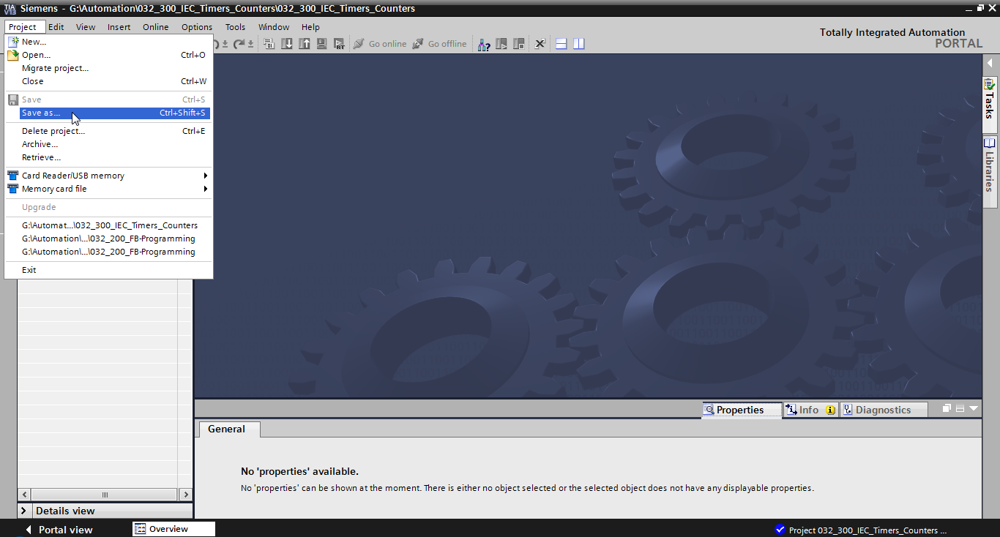 TIA V13 Siemens - G:\Automation\032_300_IEC_Timers_Counters\032_300_IEC_Timers_Counters
Project Edit View Insert Online Options Tools Window Help
Totally Integrated Automation
PORTAL
Go online Go offline
New...
Open... Ctrl+O
Migrate project...
Close Ctrl+W
Save Ctrl+S
Save as... Ctrl+Shift+S
Delete project... Ctrl+E
Archive...
Retrieve...
Card Reader/USB memory
Memory card file
Upgrade
G:\Automat...\032_300_IEC_Timers_Counters
G:\Automation\...\032_200_FB-Programming
G:\Automation\...\032_200_FB-Programming
Exit
Tasks
Libraries
Properties Info Diagnostics
General
No 'properties' available.
No 'properties' can be shown at the moment. There is either no object selected or the selected object does not have any displayable properties.
Details view
Portal view Overview Project 032_300_IEC_Timers_Counters ...